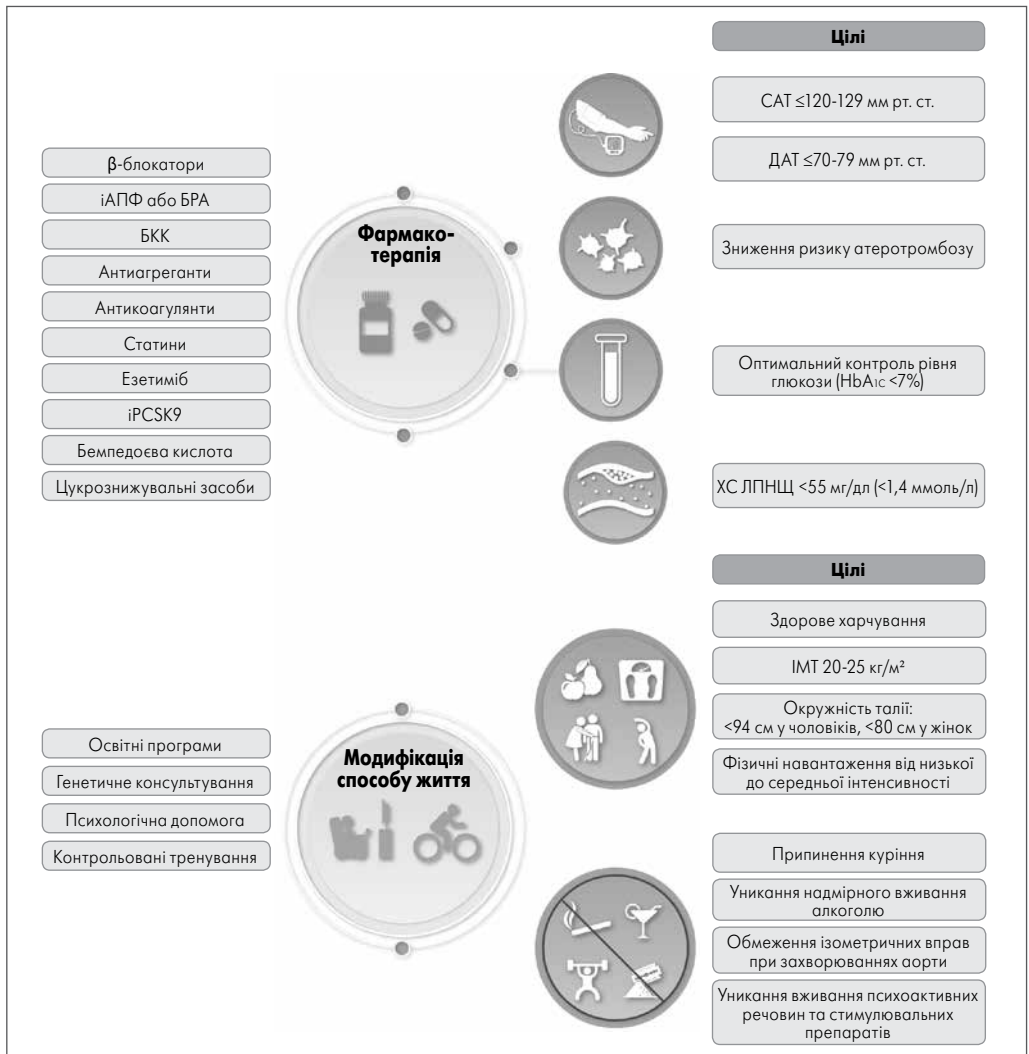 Цілі
САТ ≤120-129 мм рт. ст.
ДАТ ≤70-79 мм рт. ст.
β-блокатори
іАПФ або БРА
БКК
Антиагреганти
Антикоагулянти
Статини
Езетиміб
iPCSK9
Бемпедоєва кислота
Цукрознижувальні засоби
Фармако-
терапія
Зниження ризику атеротромбозу
Оптимальний контроль рівня
глюкози (HbA1c <7%)
ХС ЛПНЩ <55 мг/дл (<1,4 ммоль/л)
Цілі
Здорове харчування
ІМТ 20-25 кг/м²
Окружність талії:
<94 см у чоловіків, <80 см у жінок
Фізичні навантаження від низької
до середньої інтенсивності
Освітні програми
Генетичне консультування
Психологічна допомога
Контрольовані тренування
Модифікація
способу життя
Припинення куріння
Уникання надмірного вживання
алкоголю
Обмеження ізометричних вправ
при захворюваннях аорти
Уникання вживання психоактивних
речовин та стимулювальних
препаратів